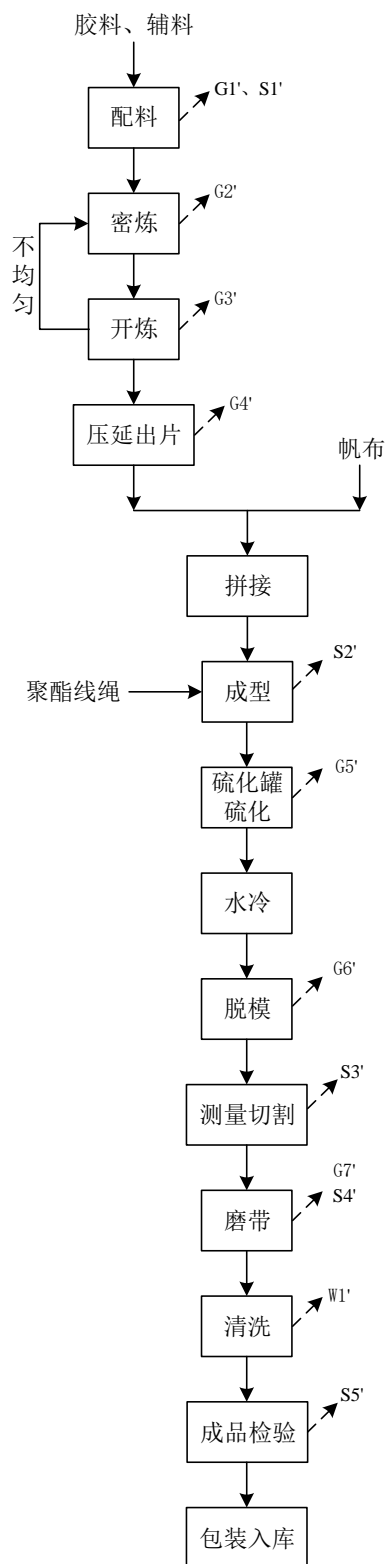 胶料、辅料
配料
G1'、S1'
密炼
G2'
不均匀
开炼
G3'
压延出片
G4'
帆布
拼接
聚酯线绳
成型
S2'
硫化罐
硫化
G5'
水冷
脱模
G6'
测量切割
S3'
磨带
G7'
S4'
清洗
W1'
成品检验
S5'
包装入库